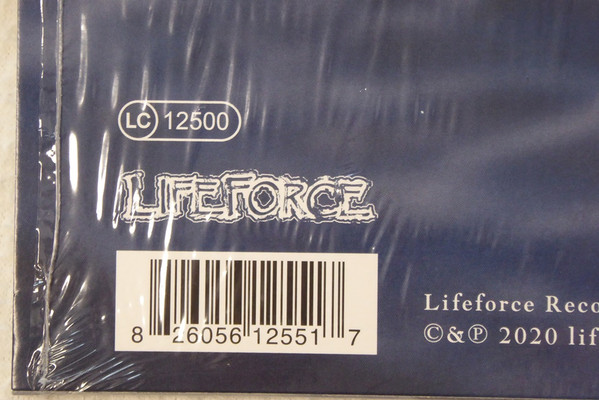 LC 12500
LIFEFORCE
8 26056 12551 7
Lifeforce Reco
©&℗ 2020 lif